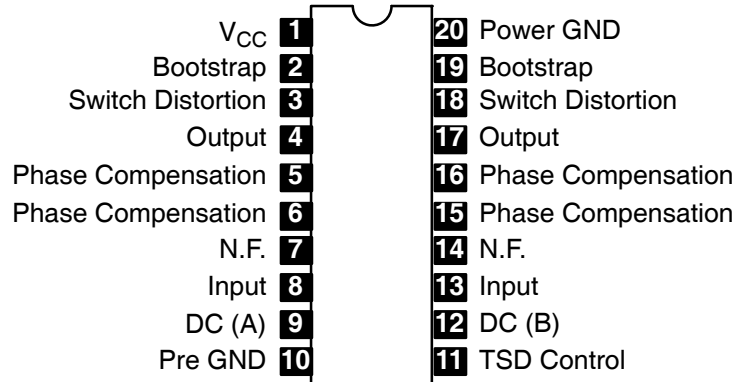 VCC 1 20 Power GND
Bootstrap 2 19 Bootstrap
Switch Distortion 3 18 Switch Distortion
Output 4 17 Output
Phase Compensation 5 16 Phase Compensation
Phase Compensation 6 15 Phase Compensation
N.F. 7 14 N.F.
Input 8 13 Input
DC (A) 9 12 DC (B)
Pre GND 10 11 TSD Control